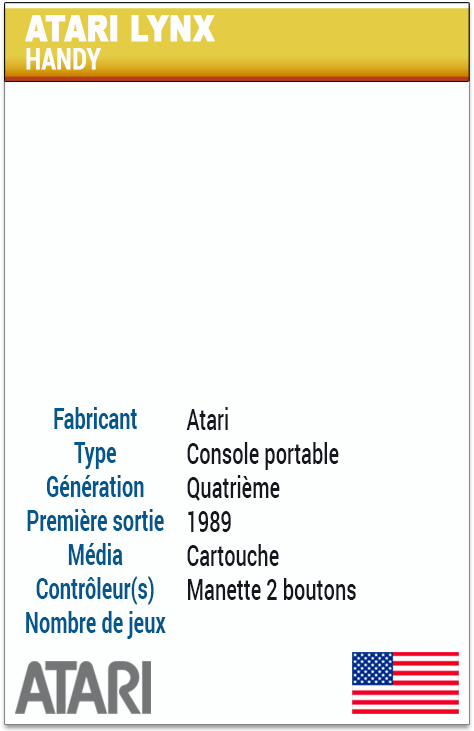 ATARI LYNX
HANDY
Fabricant Atari
Type Console portable
Génération Quatrième
Première sortie 1989
Média Cartouche
Contrôleur(s) Manette 2 boutons
Nombre de jeux
ATARI